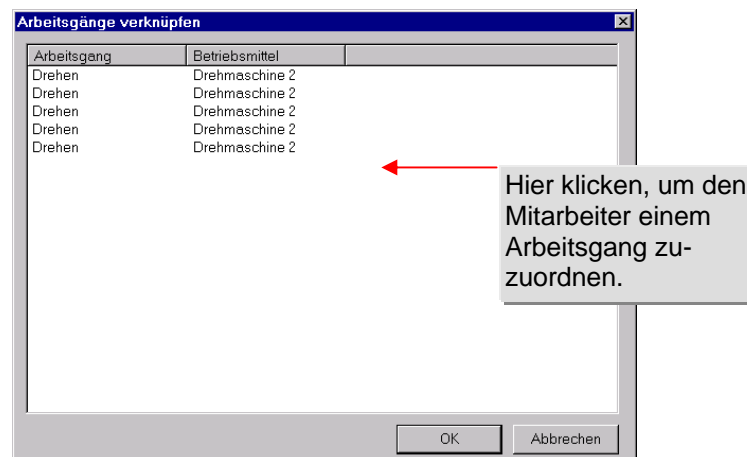 Arbeitsgänge verknüpfen
Arbeitsgang Betriebsmittel
Drehen Drehmaschine 2
Drehen Drehmaschine 2
Drehen Drehmaschine 2
Drehen Drehmaschine 2
Drehen Drehmaschine 2
Hier klicken, um den
Mitarbeiter einem
Arbeitsgang zu-
zuordnen.
OK Abbrechen